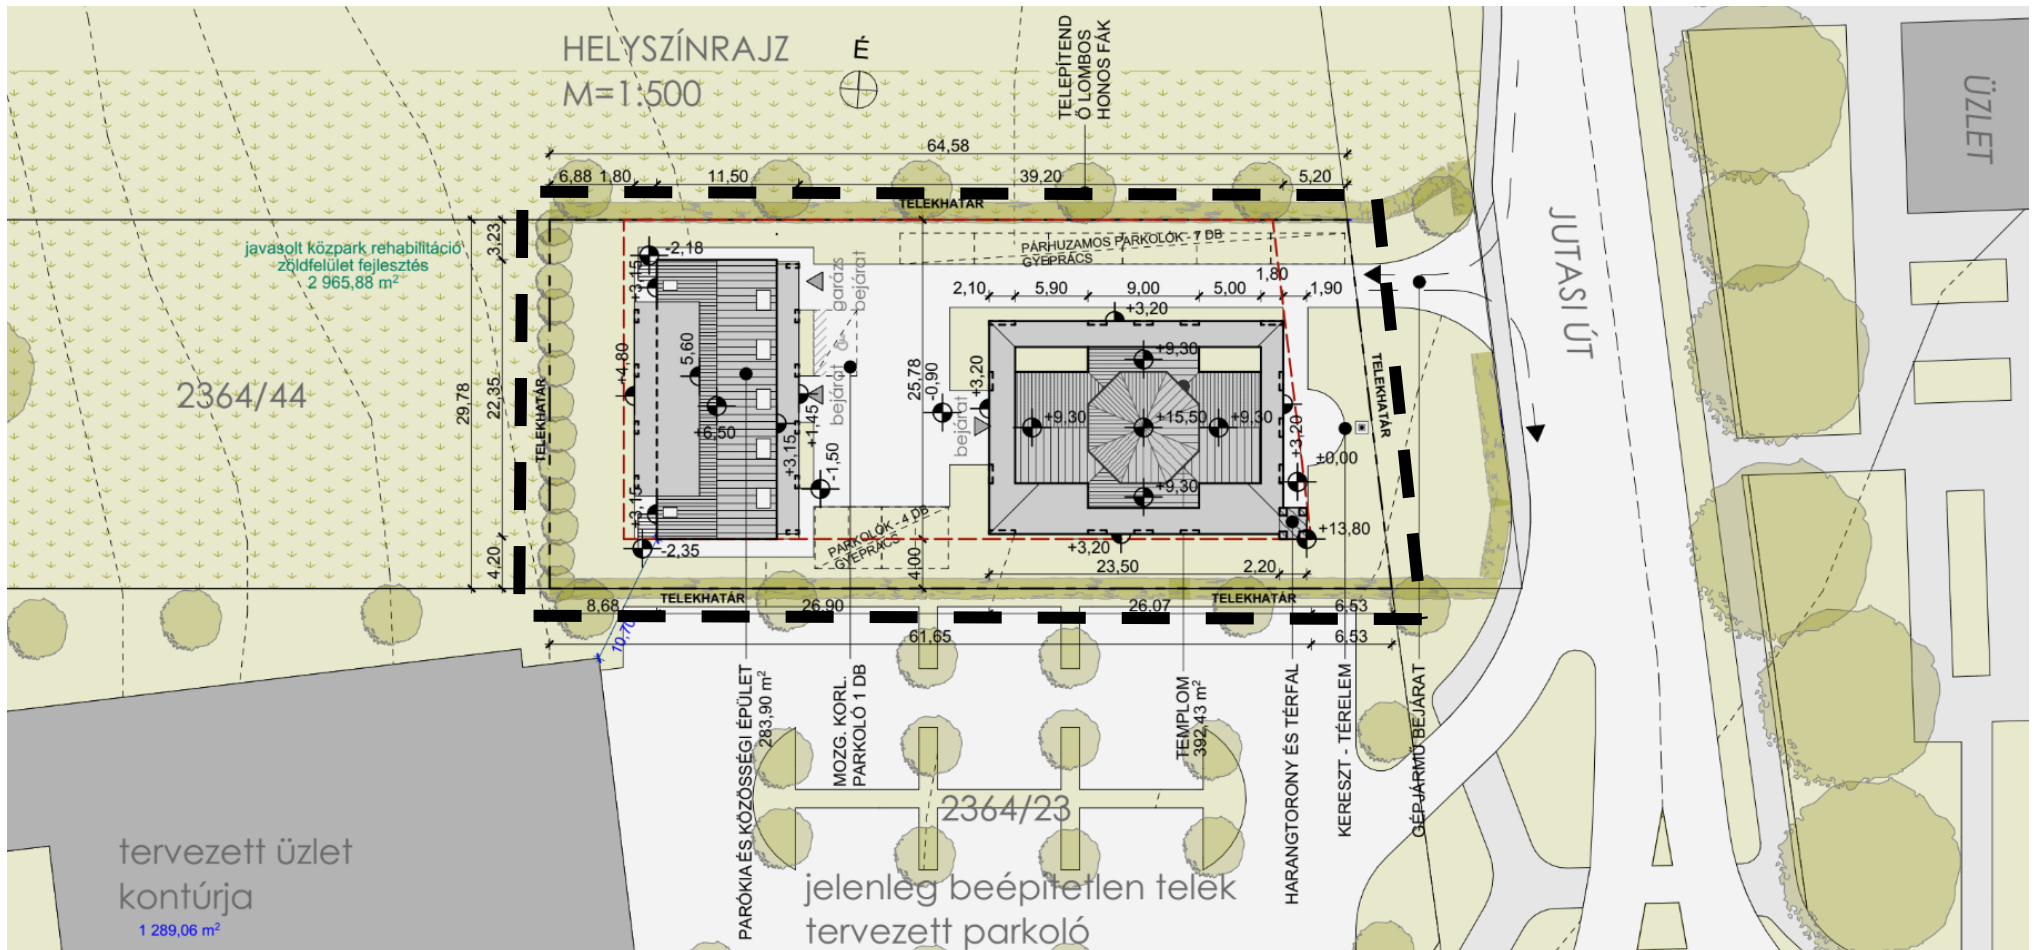 HELYSZÍNRAJZ
M=1:500
É
TELEPÍTEND
Ő LOMBOS
HONOS FÁK
64,58
6,88
1,80
11,50
39,20
5,20
TELEKHATÁR
PÁRHUZAMOS PARKOLÓK - 7 DB
GYEPRÁCS
javasolt közpark rehabilitáció
zöldfelület fejlesztés
2 965,88 m²
2364/44
3,23
22,35
4,20
29,78
TELEKHATÁR
-2,18
+3,15
+4,80
5,60
+6,50
+3,15
+3,15
+1,45
-2,35
-1,50
garázs
bejárat
bejárat
25,78
-0,90
4,00
PARKOLÓK - 4 DB
GYEPRÁCS
1,80
2,10
5,90
9,00
5,00
1,90
+3,20
+3,20
bejárat
+9,30
+9,30
+15,50
+9,30
+9,30
+3,20
+3,20
±0,00
+13,80
23,50
2,20
TELEKHATÁR
JUTASI ÚT
ÜZLET
TELEKHATÁR
TELEKHATÁR
8,68
26,90
26,07
6,53
10,70
61,65
6,53
PARÓKIA ÉS KÖZÖSSÉGI ÉPÜLET
283,90 m²
MOZG. KORL.
PARKOLÓ 1 DB
TEMPLOM
392,43 m²
HARANGTORONY ÉS TÉRFAL
KERESZT - TÉRELEM
GÉPJÁRMŰ BEJÁRAT
2364/23
tervezett üzlet
kontúrja
1 289,06 m²
jelenleg beépítetlen telek
tervezett parkoló